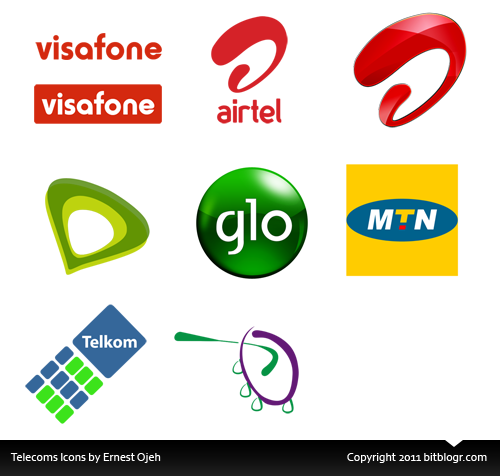 visafone
visafone
airtel
glo
MTN
Telkom
Telecoms Icons by Ernest Ojeh
Copyright 2011 bitblogr.com